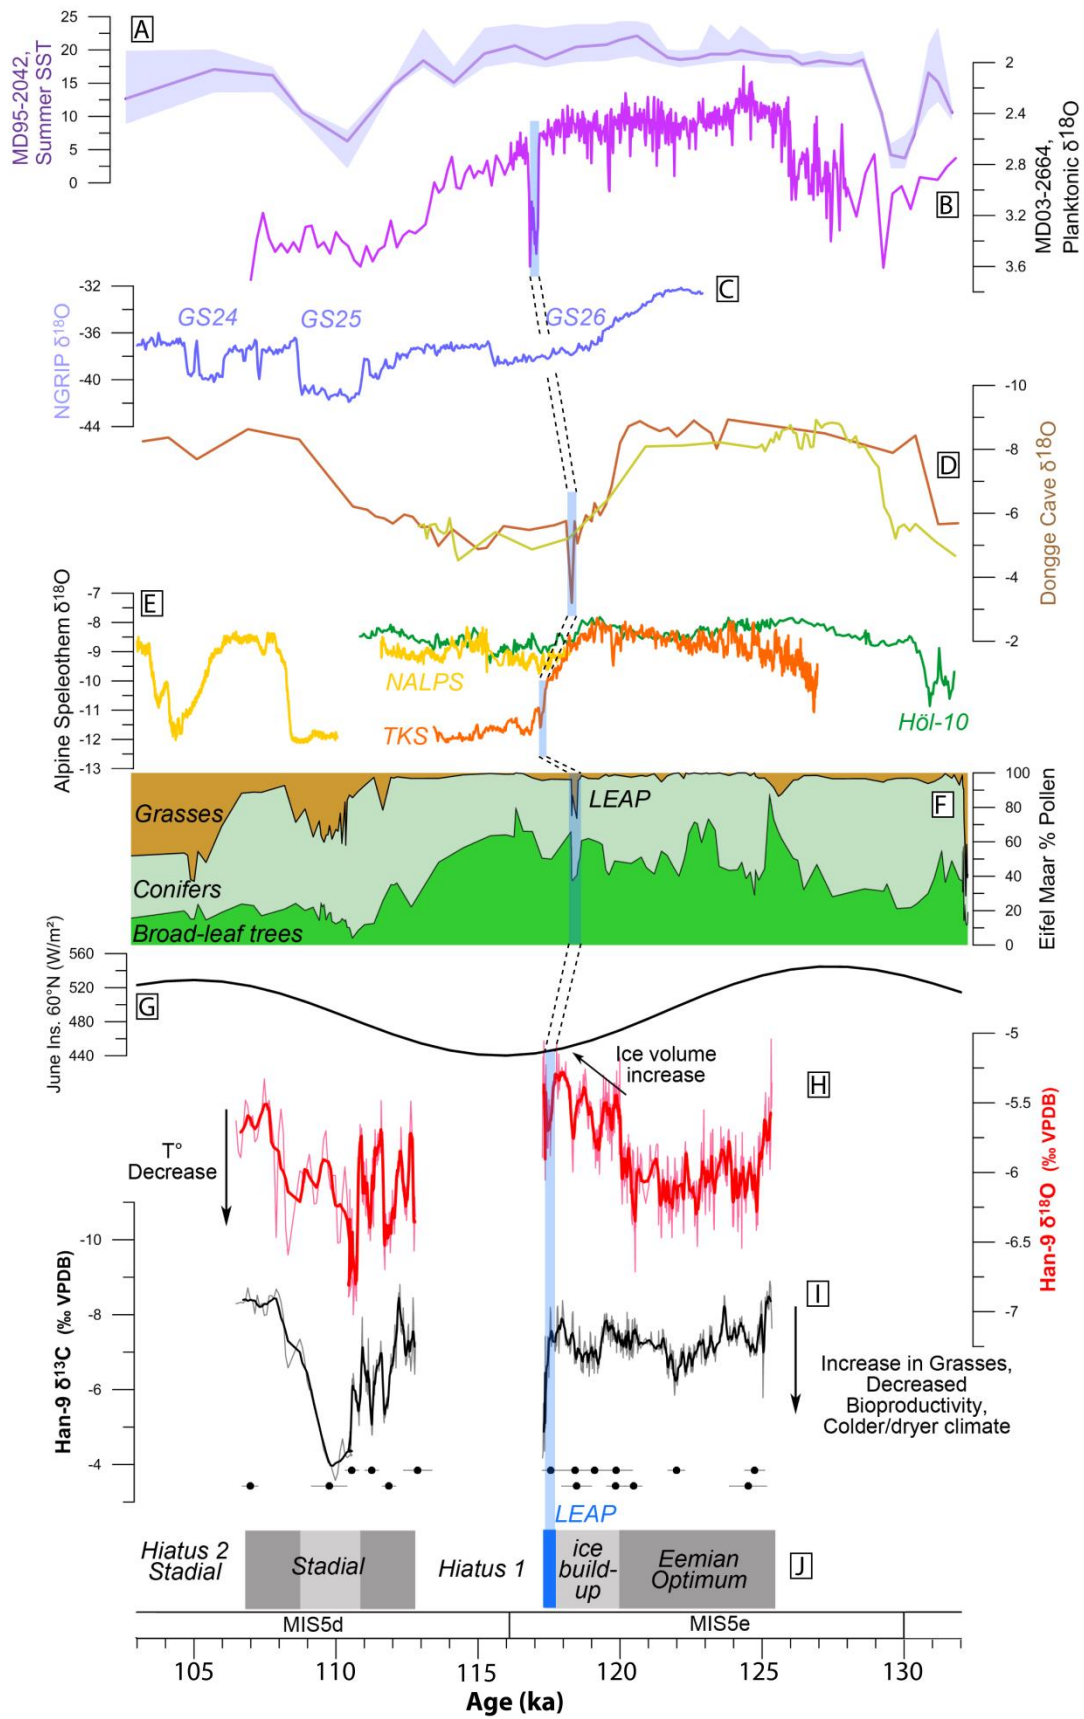 A
25
20
15
10
5
0
MD95-2042,
Summer SST
2
2.4
2.8
3.2
3.6
MD03-2664,
Planktonic δ18O
B
-32
-36
-40
-44
NGRIP δ18O
GS24
GS25
GS26
C
-10
-8
-6
-4
-2
Dongge Cave δ18O
D
-7
-8
-9
-10
-11
-12
-13
Alpine Speleothem δ18O
E
NALPS
TKS
Höl-10
Grasses
Conifers
Broad-leaf trees
LEAP
F
100
80
60
40
20
0
Eifel Maar % Pollen
560
520
480
440
June Ins. 60°N (W/m²)
G
Ice volume
increase
H
-5
-5.5
-6
-6.5
-7
Han-9 δ18O (‰ VPDB)
T°
Decrease
-10
-8
-6
-4
Han-9 δ13C (‰ VPDB)
I
Increase in Grasses,
Decreased
Bioproductivity,
Colder/dryer climate
LEAP
Hiatus 2
Stadial
Stadial
Hiatus 1
ice
build-
up
Eemian
Optimum
J
MIS5d
MIS5e
105
110
115
120
125
130
Age (ka)